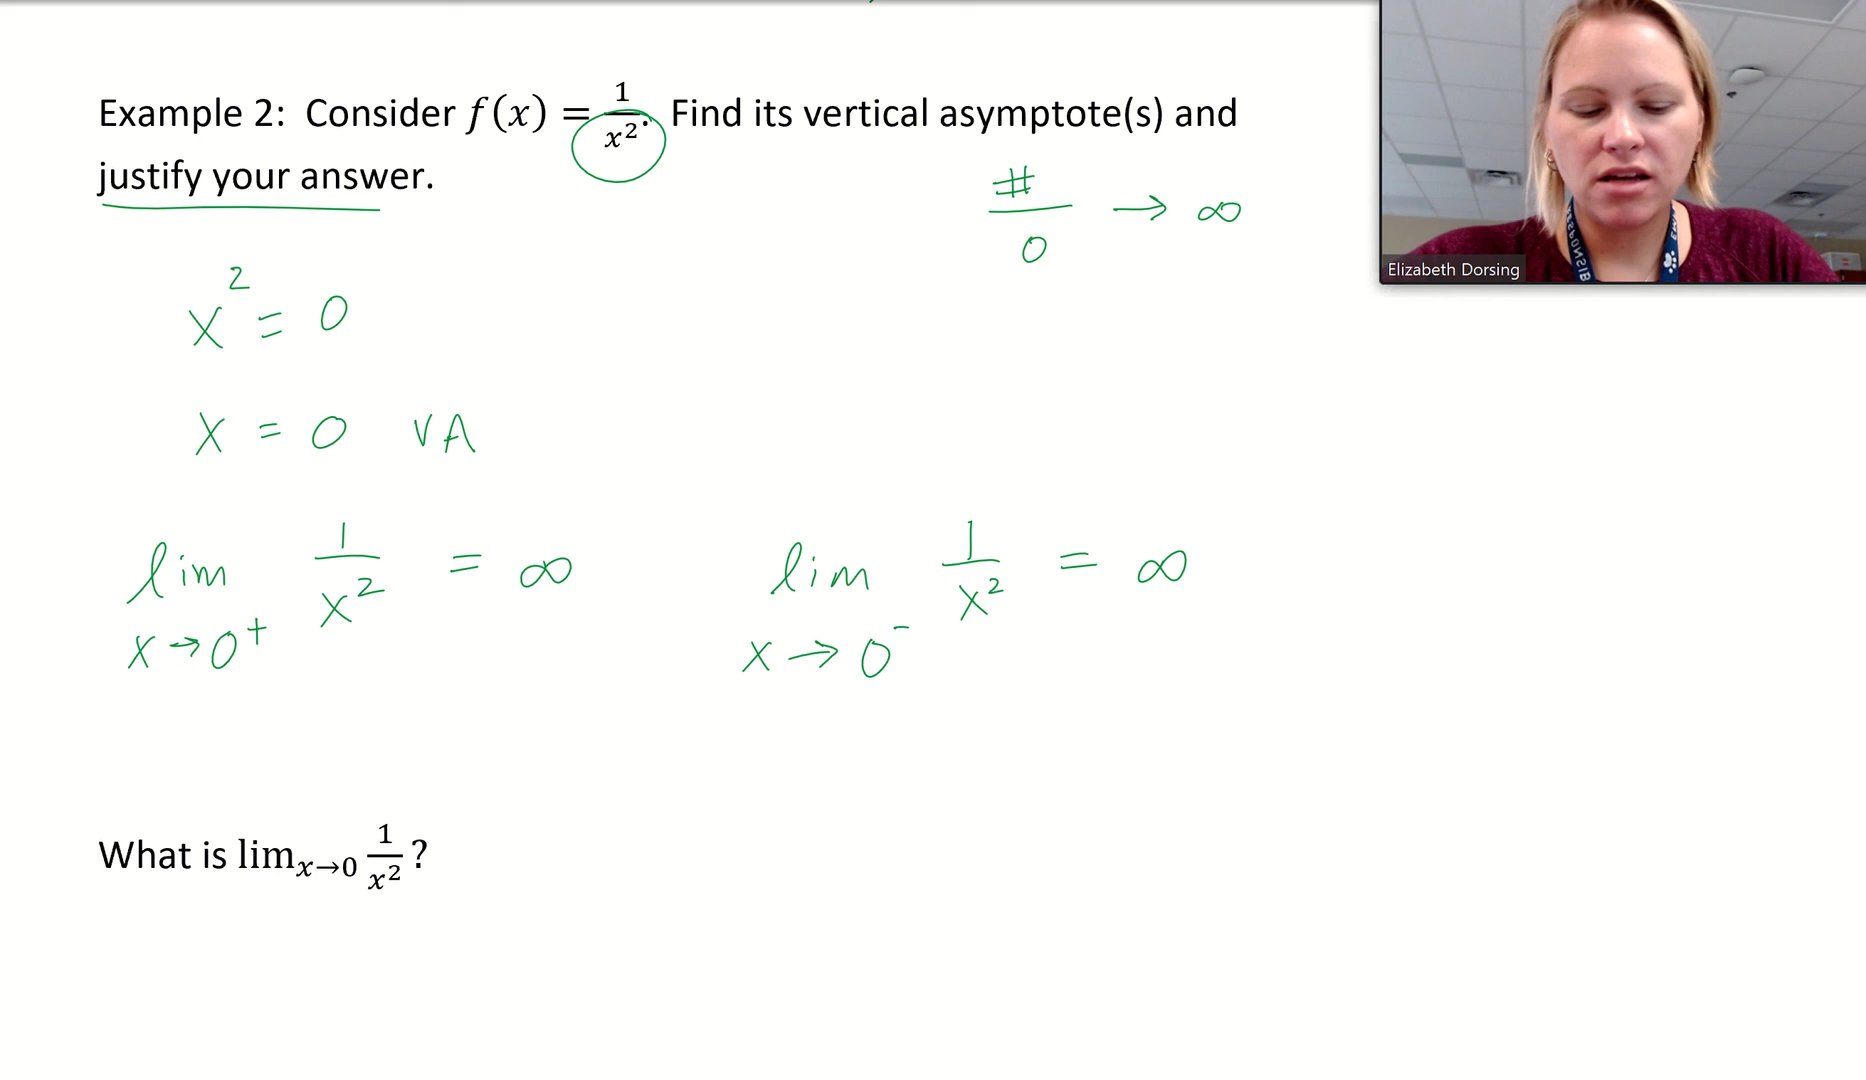 Example 2: Consider f(x) = 1/x². Find its vertical asymptote(s) and
justify your answer.
#/0 → ∞
x² = 0
x = 0 VA
lim x→0⁺ 1/x² = ∞
lim x→0⁻ 1/x² = ∞
What is lim x→0 1/x² ?
Elizabeth Dorsing